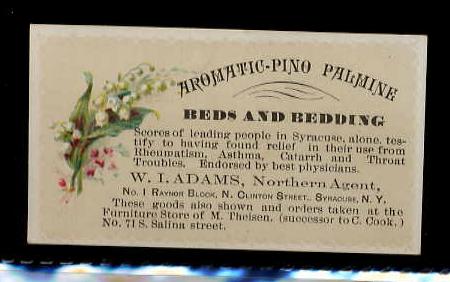 AROMATIC-PINO PALMINE
BEDS AND BEDDING
Scores of leading people in Syracuse, alone, tes-
tify to having found relief in their use from
Rheumatism, Asthma, Catarrh and Throat
Troubles. Endorsed by best physicians.
W. I. ADAMS, Northern Agent,
No. 1 RAYNOR BLOCK, N. CLINTON STREET, SYRACUSE, N. Y.
These goods also shown and orders taken at the
Furniture Store of M. Theisen. (successor to C. Cook.)
No. 71 S. Salina street.